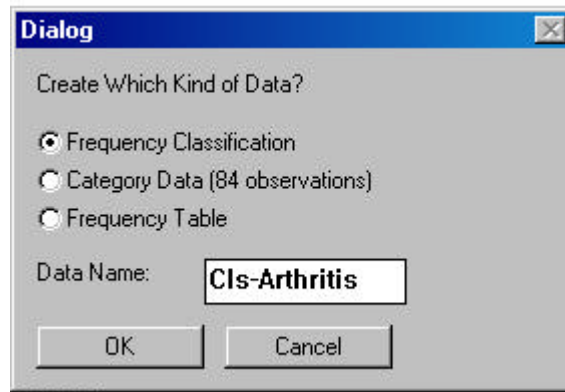 Dialog
Create Which Kind of Data?
Frequency Classification
Category Data (84 observations)
Frequency Table
Data Name: Cls-Arthritis
OK Cancel